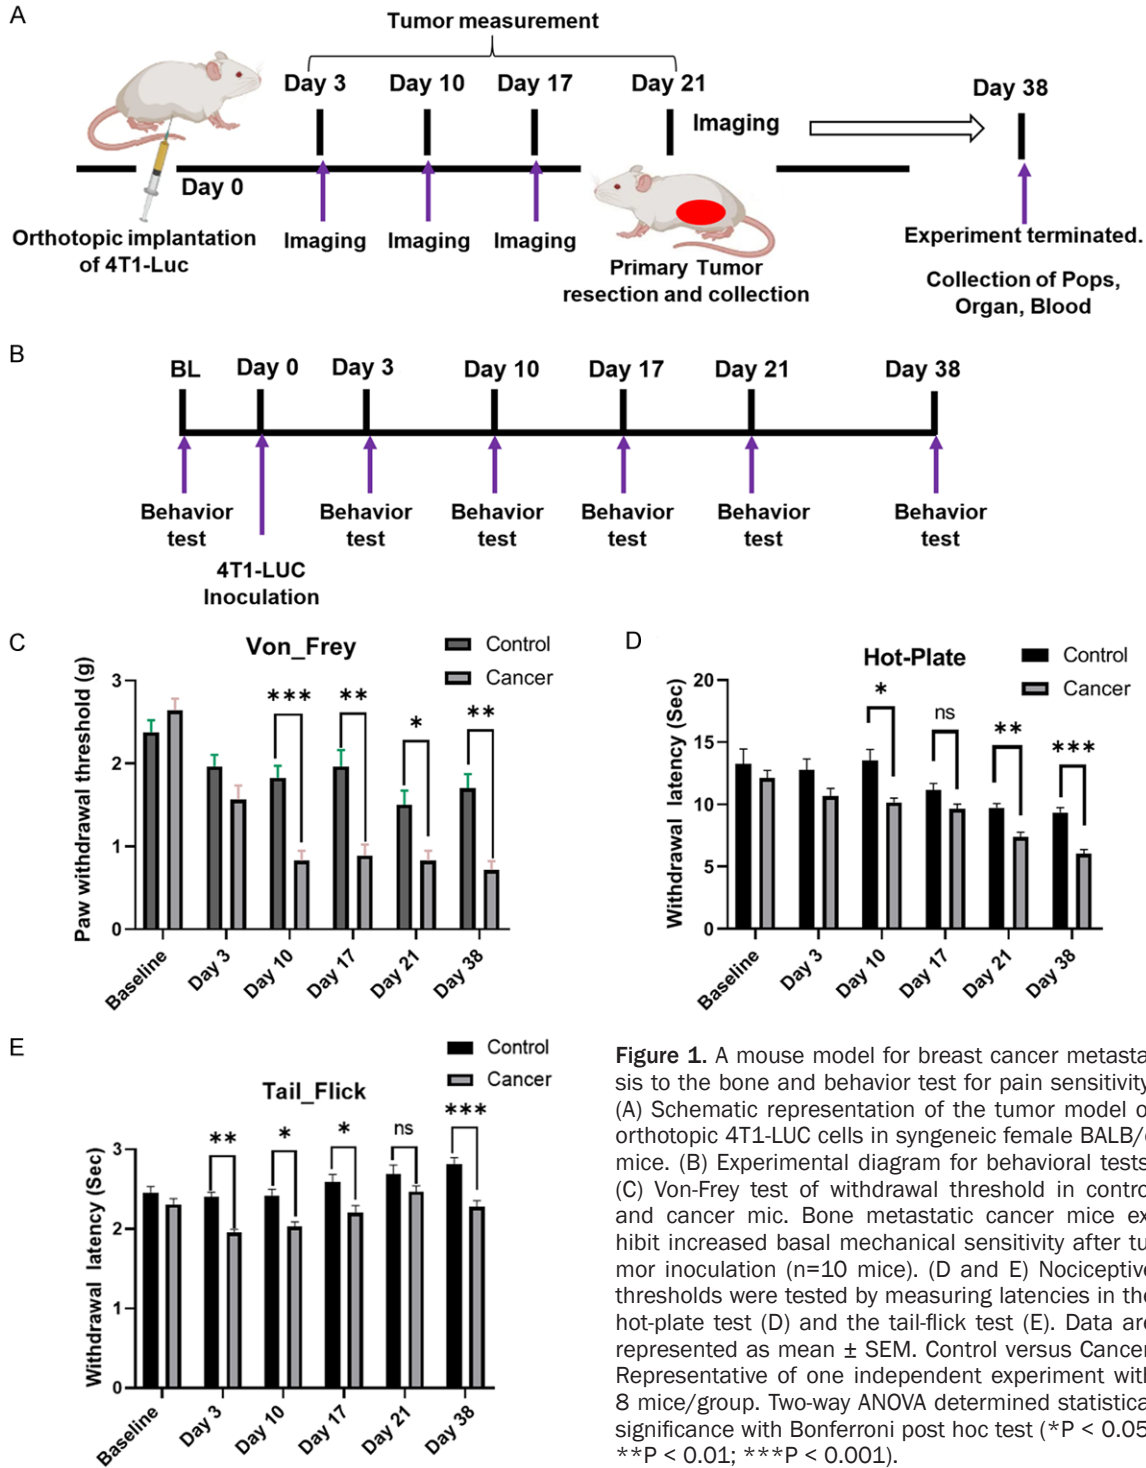 A
Tumor measurement
Day 3
Day 10
Day 17
Day 21
Day 38
Imaging
Day 0
Orthotopic implantation
of 4T1-Luc
Imaging
Imaging
Imaging
Primary Tumor
resection and collection
Experiment terminated.
Collection of Pops,
Organ, Blood
B
BL
Day 0
Day 3
Day 10
Day 17
Day 21
Day 38
Behavior
test
4T1-LUC
Inoculation
Behavior
test
Behavior
test
Behavior
test
Behavior
test
Behavior
test
C
Von_Frey
Control
Cancer
Paw withdrawal threshold (g)
3
2
1
0
***
**
*
**
Baseline
Day 3
Day 10
Day 17
Day 21
Day 38
D
Hot-Plate
Control
Cancer
Withdrawal latency (Sec)
20
15
10
5
0
*
ns
**
***
Baseline
Day 3
Day 10
Day 17
Day 21
Day 38
E
Tail_Flick
Control
Cancer
Withdrawal latency (Sec)
3
2
1
0
**
*
*
ns
***
Baseline
Day 3
Day 10
Day 17
Day 21
Day 38
Figure 1. A mouse model for breast cancer metasta
sis to the bone and behavior test for pain sensitivity
(A) Schematic representation of the tumor model o
orthotopic 4T1-LUC cells in syngeneic female BALB/
mice. (B) Experimental diagram for behavioral tests
(C) Von-Frey test of withdrawal threshold in contro
and cancer mic. Bone metastatic cancer mice ex
hibit increased basal mechanical sensitivity after tu
mor inoculation (n=10 mice). (D and E) Nociceptive
thresholds were tested by measuring latencies in the
hot-plate test (D) and the tail-flick test (E). Data are
represented as mean ± SEM. Control versus Cancer
Representative of one independent experiment with
8 mice/group. Two-way ANOVA determined statistica
significance with Bonferroni post hoc test (*P < 0.05
**P < 0.01; ***P < 0.001).